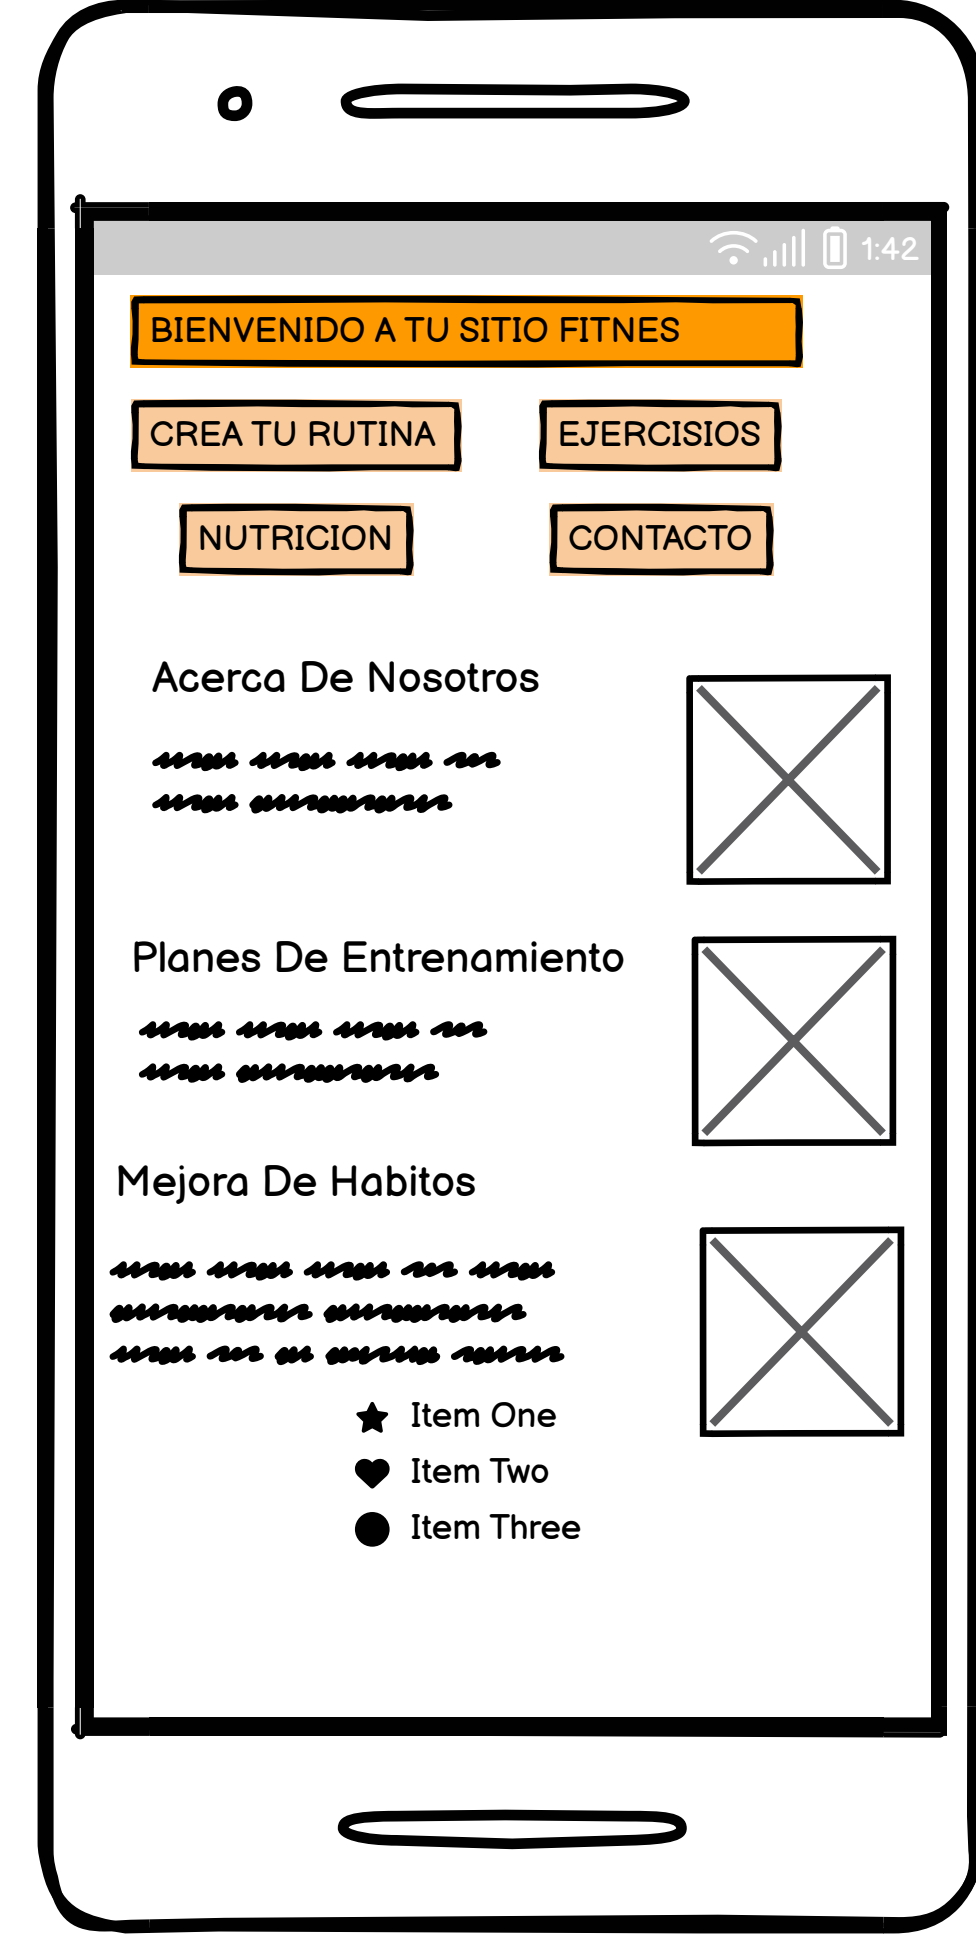 1:42
BIENVENIDO A TU SITIO FITNES
CREA TU RUTINA
EJERCISIOS
NUTRICION
CONTACTO
Acerca De Nosotros
Planes De Entrenamiento
Mejora De Habitos
Item One
Item Two
Item Three